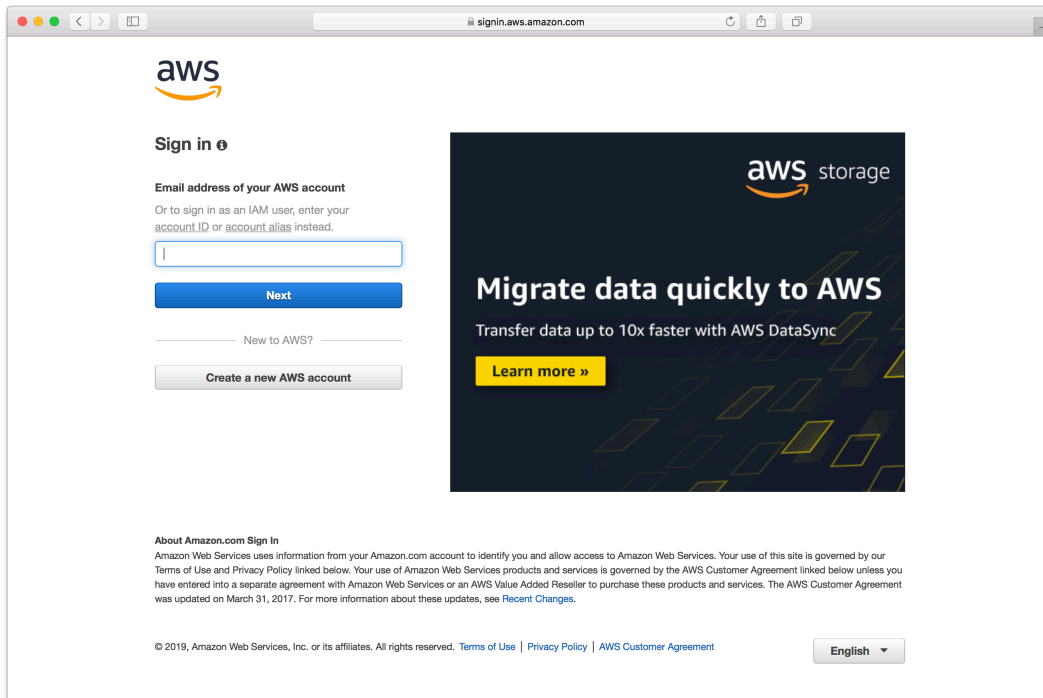 signin.aws.amazon.com
aws
Sign in
Email address of your AWS account
Or to sign in as an IAM user, enter your
account ID or account alias instead.
Next
New to AWS?
Create a new AWS account
aws storage
Migrate data quickly to AWS
Transfer data up to 10x faster with AWS DataSync
Learn more »
About Amazon.com Sign In
Amazon Web Services uses information from your Amazon.com account to identify you and allow access to Amazon Web Services. Your use of this site is governed by our
Terms of Use and Privacy Policy linked below. Your use of Amazon Web Services products and services is governed by the AWS Customer Agreement linked below unless you
have entered into a separate agreement with Amazon Web Services or an AWS Value Added Reseller to purchase these products and services. The AWS Customer Agreement
was updated on March 31, 2017. For more information about these updates, see Recent Changes.
© 2019, Amazon Web Services, Inc. or its affiliates. All rights reserved. Terms of Use | Privacy Policy | AWS Customer Agreement
English